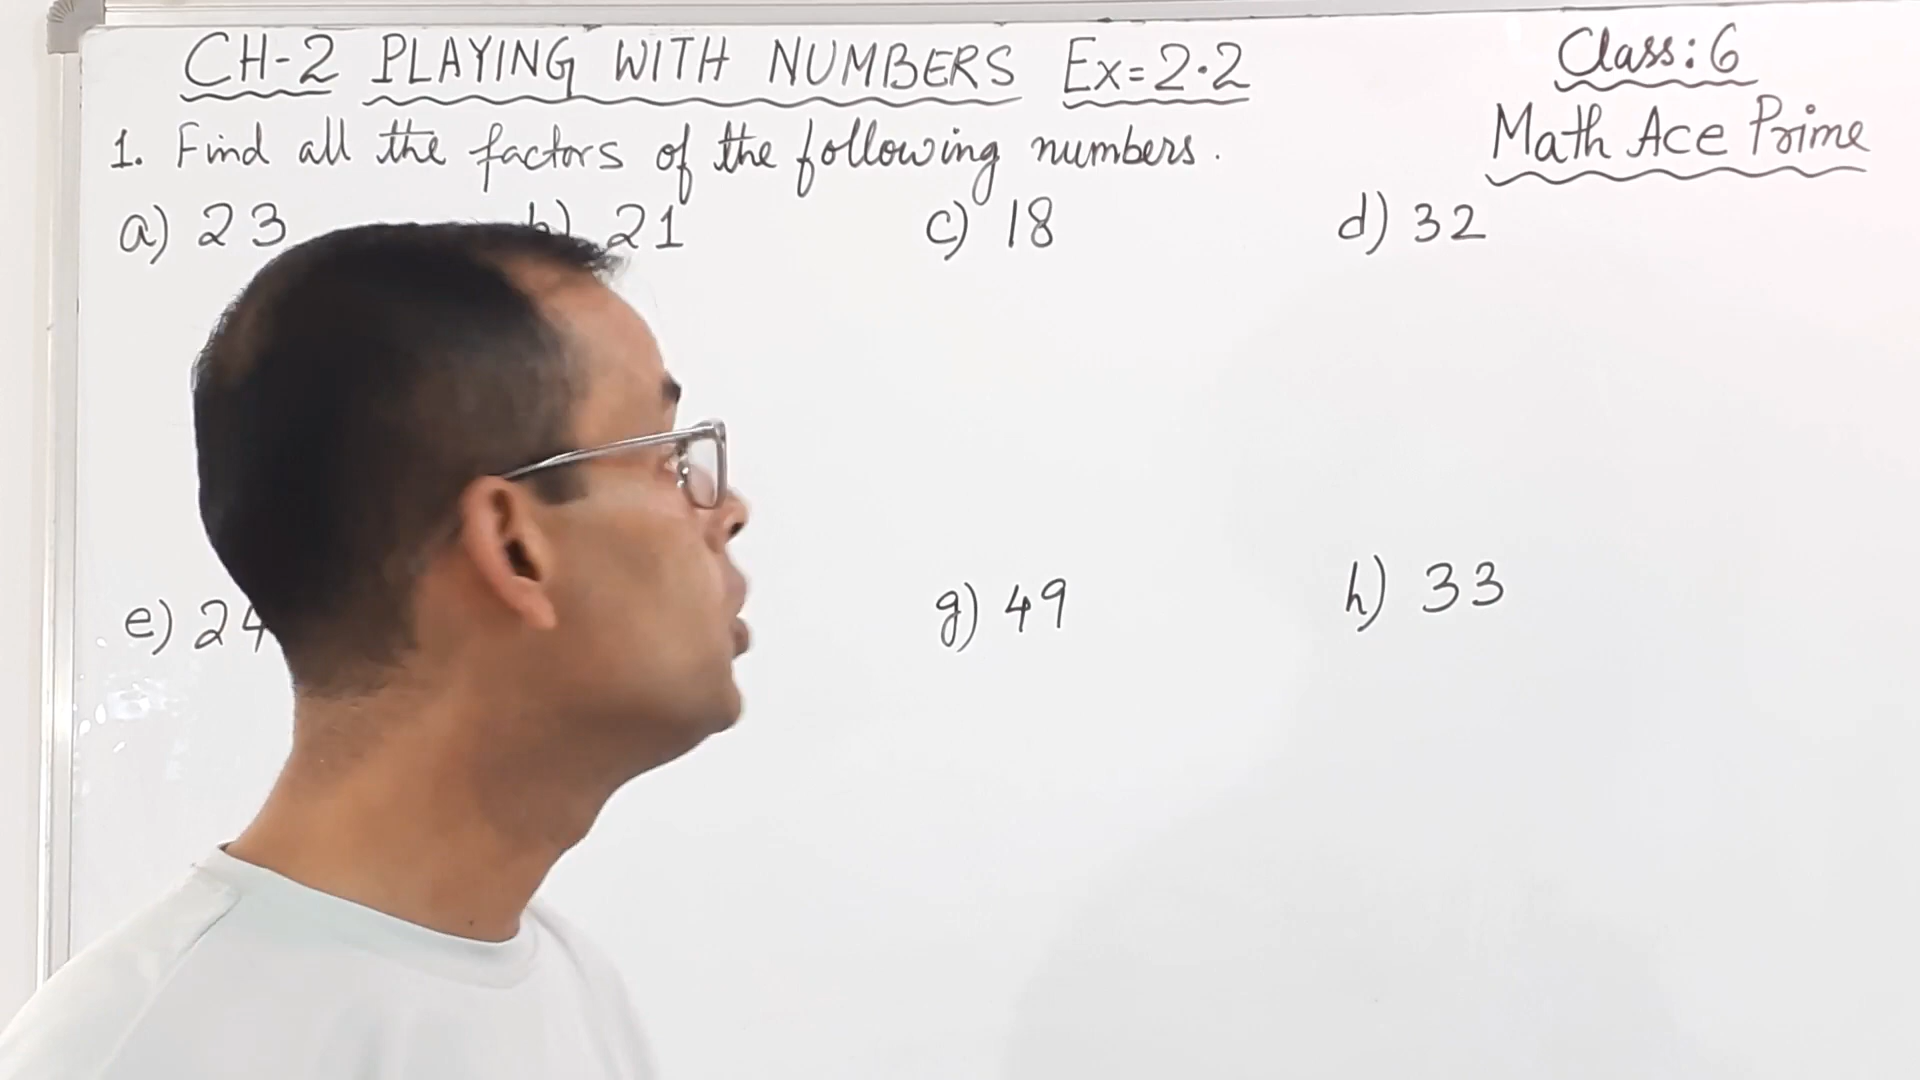 CH-2 PLAYING WITH NUMBERS Ex=2.2
Class: 6
Math Ace Prime
1. Find all the factors of the following numbers.
a) 23 b) 21 c) 18 d) 32
e) 24 g) 49 h) 33